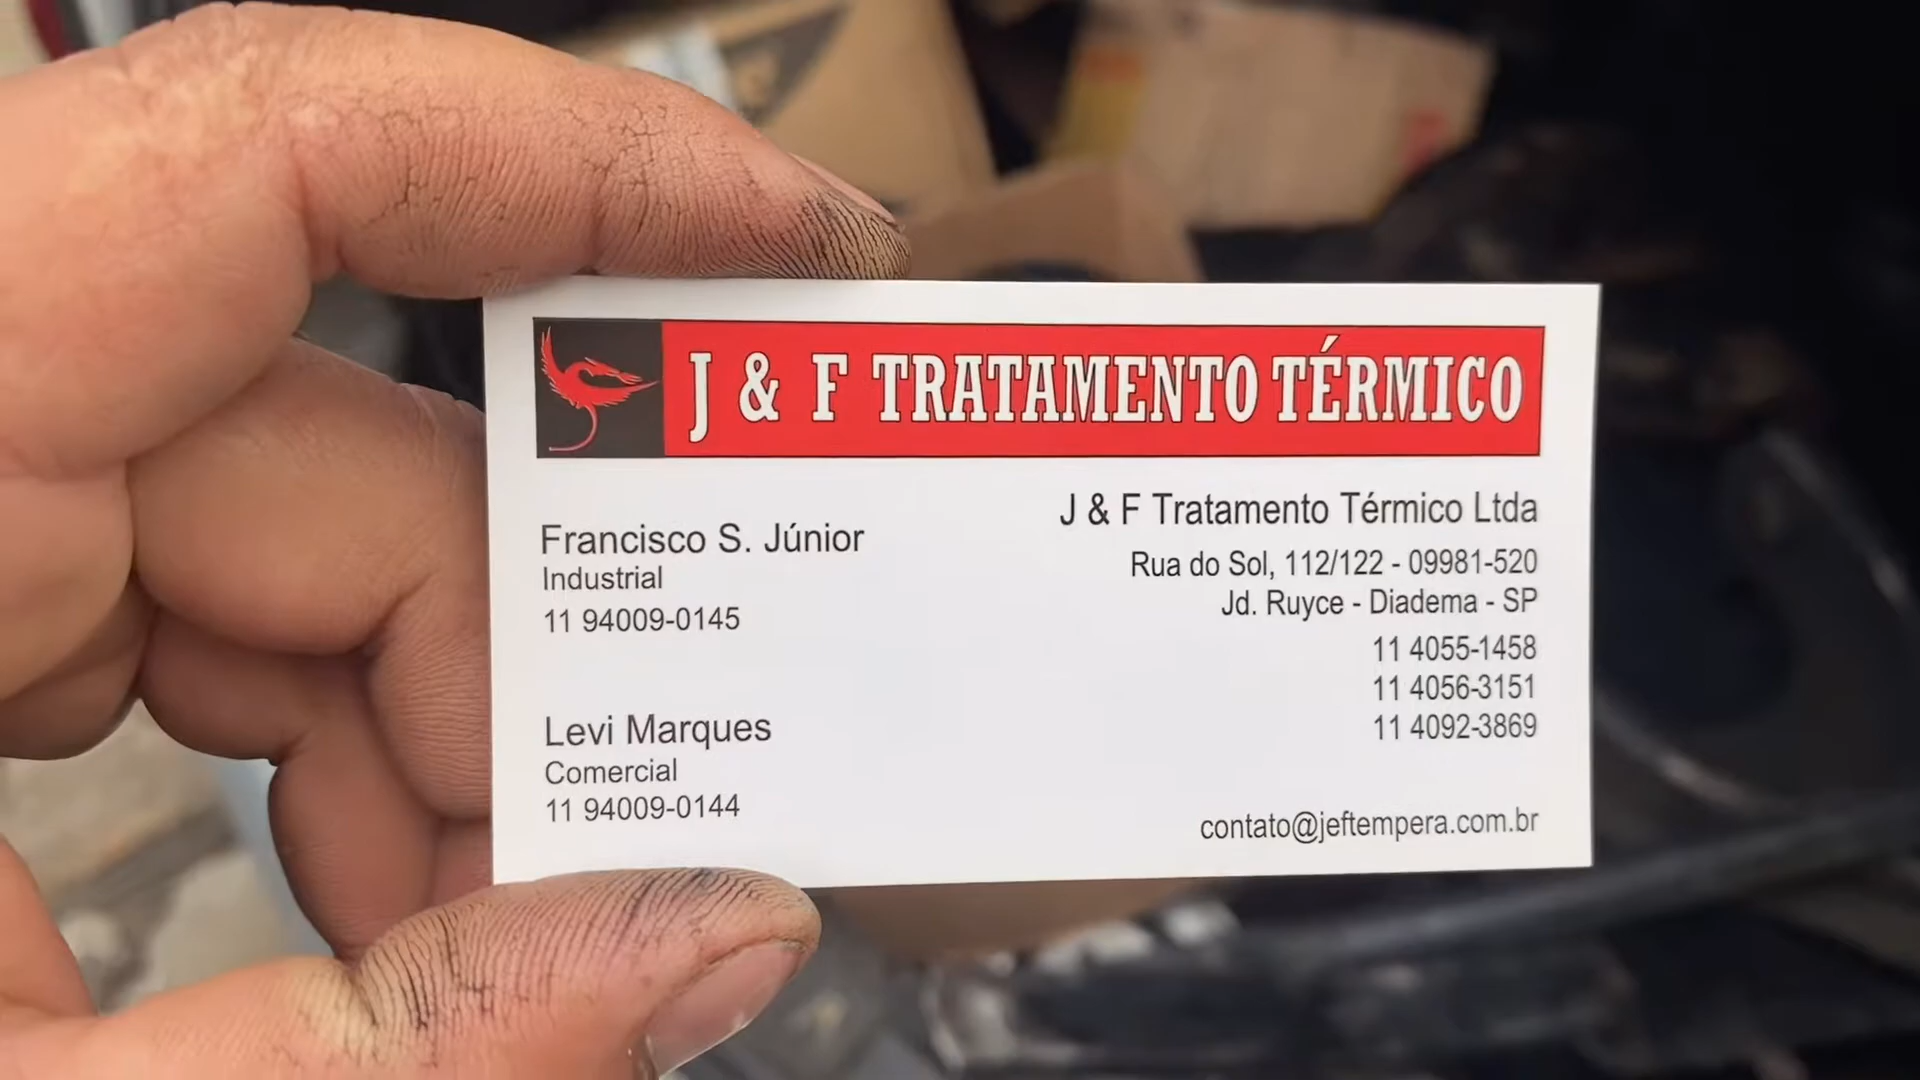 J & F TRATAMENTO TÉRMICO
Francisco S. Júnior
Industrial
11 94009-0145
Levi Marques
Comercial
11 94009-0144
J & F Tratamento Térmico Ltda
Rua do Sol, 112/122 - 09981-520
Jd. Ruyce - Diadema - SP
11 4055-1458
11 4056-3151
11 4092-3869
contato@jeftempera.com.br